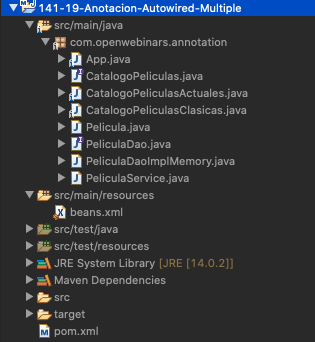 141-19-Anotacion-Autowired-Multiple
src/main/java
com.openwebinars.annotation
App.java
CatalogoPeliculas.java
CatalogoPeliculasActuales.java
CatalogoPeliculasClasicas.java
Pelicula.java
PeliculaDao.java
PeliculaDaoImplMemory.java
PeliculaService.java
src/main/resources
beans.xml
src/test/java
src/test/resources
JRE System Library [JRE [14.0.2]]
Maven Dependencies
src
target
pom.xml